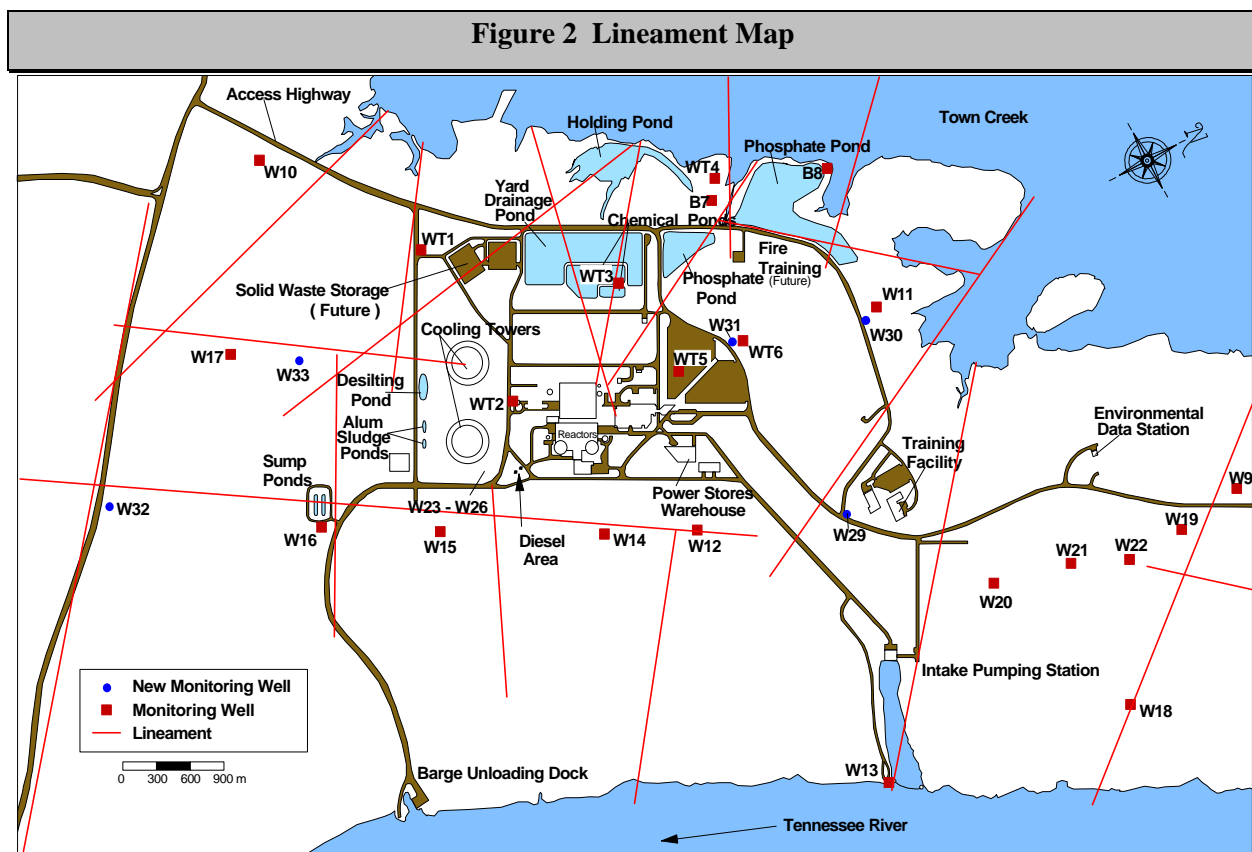 Figure 2 Lineament Map
Access Highway
Holding Pond
Town Creek
Phosphate Pond
N
W10
WT4
B8
Yard
Drainage
Pond
B7
Chemical Ponds
WT1
WT3
Fire
Training
(Future)
Phosphate
Pond
Solid Waste Storage
( Future )
W11
W30
Cooling Towers
W31
WT6
W17
W33
WT5
Desilting
Pond
WT2
Alum
Sludge
Ponds
Reactors
Environmental
Data Station
Training
Facility
Sump
Ponds
Power Stores
Warehouse
W9
W32
W23 - W26
W16
W15
Diesel
Area
W14
W12
W29
W19
W21
W22
W20
Intake Pumping Station
New Monitoring Well
Monitoring Well
Lineament
0 300 600 900 m
W18
Barge Unloading Dock
W13
Tennessee River